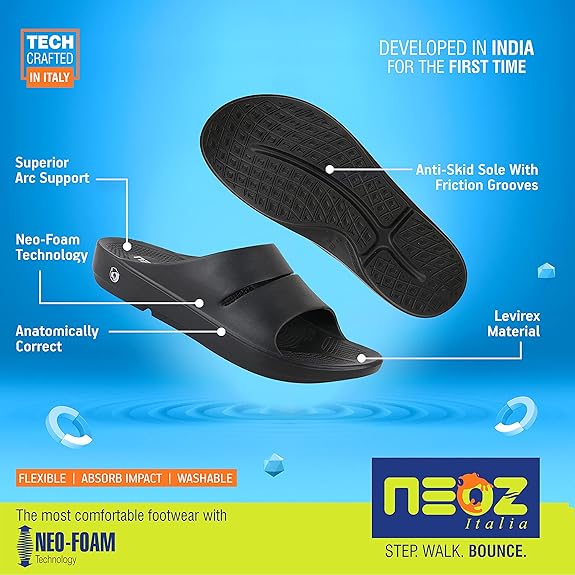 TECH
CRAFTED
IN ITALY
DEVELOPED IN INDIA
FOR THE FIRST TIME
Superior
Arc Support
Anti-Skid Sole With
Friction Grooves
Neo-Foam
Technology
Anatomically
Correct
Levirex
Material
FLEXIBLE | ABSORB IMPACT | WASHABLE
The most comfortable footwear with
NEO-FOAM
Technology
NEOZ
Italia
STEP. WALK. BOUNCE.